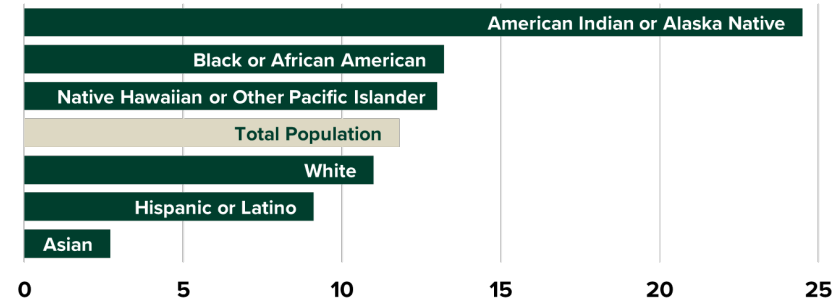 American Indian or Alaska Native
Black or African American
Native Hawaiian or Other Pacific Islander
Total Population
White
Hispanic or Latino
Asian
0 5 10 15 20 25